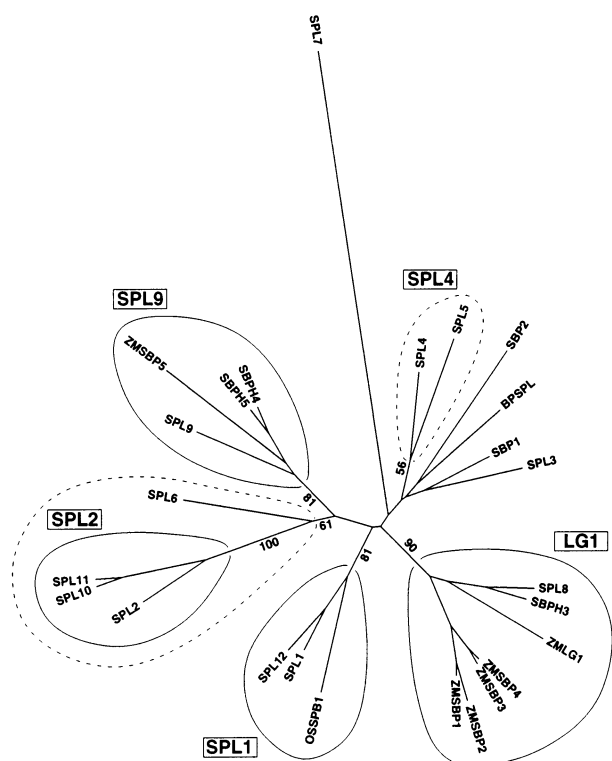 SPL7
SPL4
SPL5
SPL4
SBP2
BPSPL
SBP1
SPL3
56
SPL9
ZMSBP5
SBPH4
SBPH5
SPL9
81
SPL6
61
SPL2
100
SPL11
SPL10
SPL2
81
SPL12
SPL1
OSSPB1
SPL1
90
LG1
SPL8
SBPH3
ZMLG1
ZMSBP4
ZMSBP3
ZMSBP2
ZMSBP1